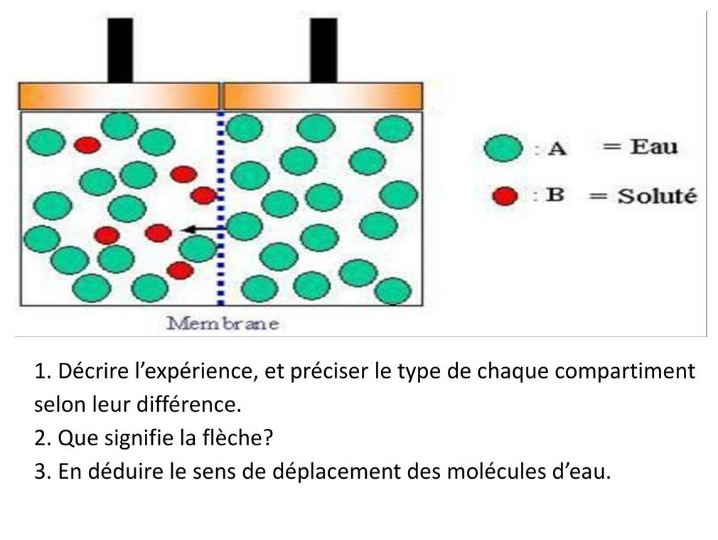 : A = Eau
: B = Soluté
Membrane
1. Décrire l’expérience, et préciser le type de chaque compartiment
selon leur différence.
2. Que signifie la flèche?
3. En déduire le sens de déplacement des molécules d’eau.